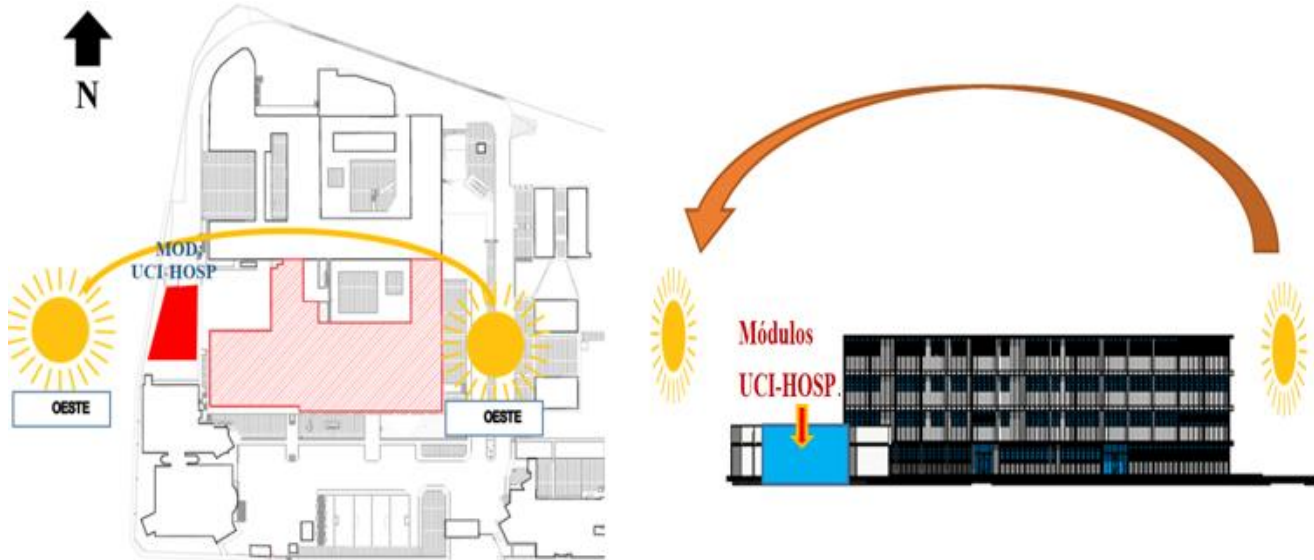 N
MOD.
UCI-HOSP
OESTE
OESTE
Módulos
UCI-HOSP.